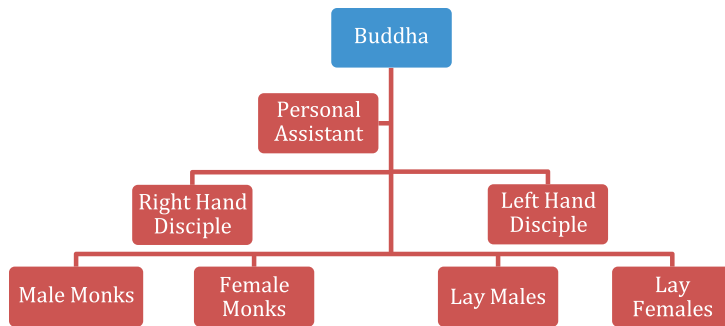 Buddha
Personal
Assistant
Right Hand
Disciple
Left Hand
Disciple
Male Monks
Female
Monks
Lay Males
Lay
Females